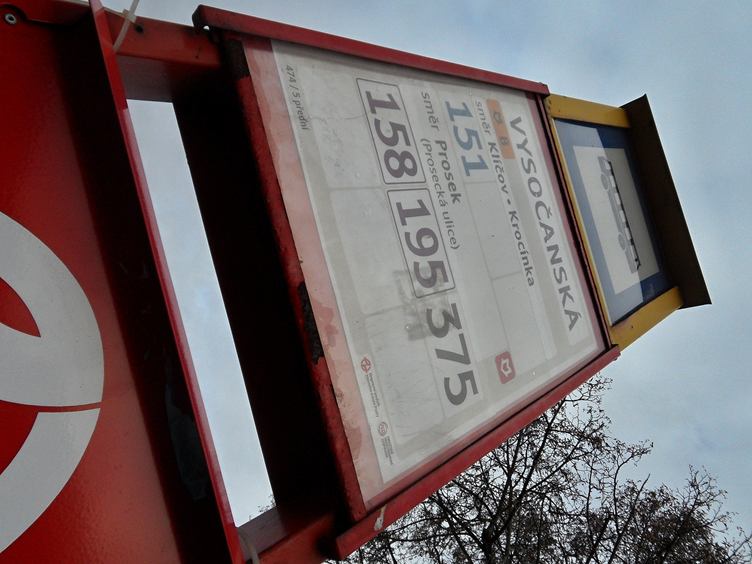 VYSOČANSKÁ
B
směr Klíčov - Krocínka
151
směr Prosek
(Prosecká ulice)
158 195 375
474 / 5 přední